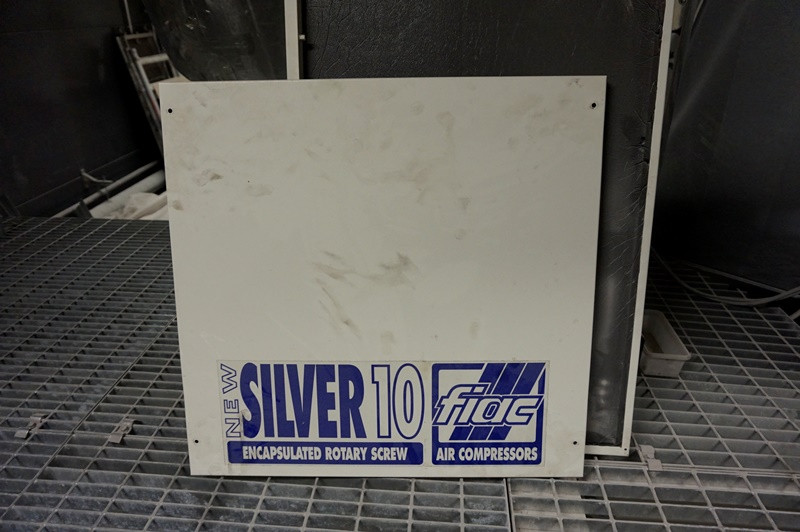 NEW
SILVER 10
ENCAPSULATED ROTARY SCREW
fiac
AIR COMPRESSORS